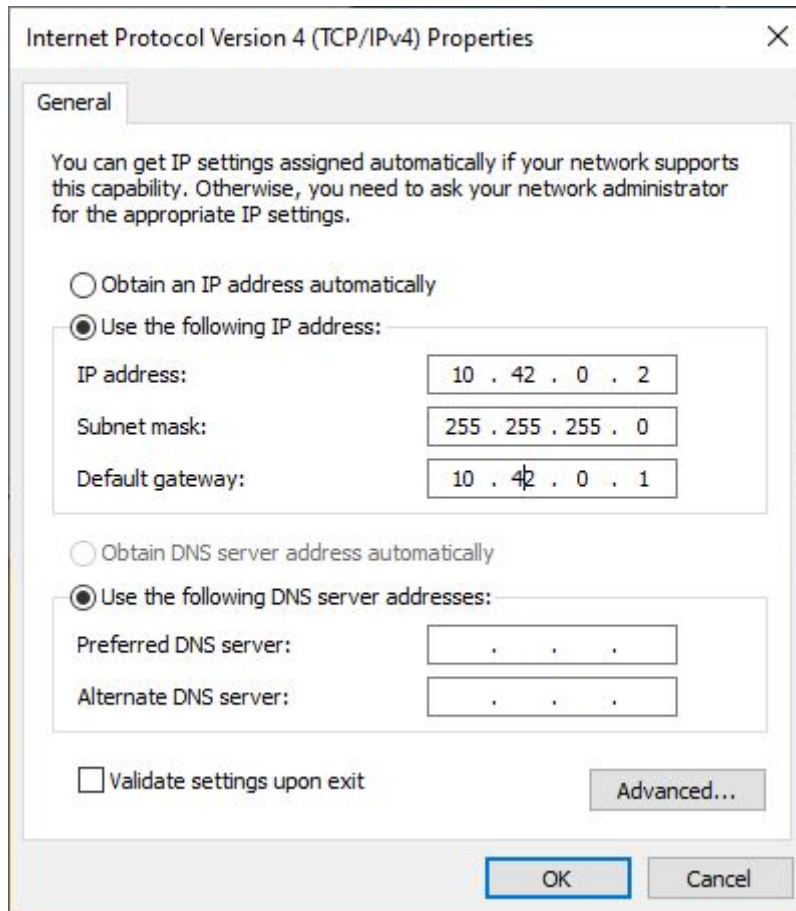 Internet Protocol Version 4 (TCP/IPv4) Properties
General
You can get IP settings assigned automatically if your network supports
this capability. Otherwise, you need to ask your network administrator
for the appropriate IP settings.
Obtain an IP address automatically
Use the following IP address:
IP address: 10 . 42 . 0 . 2
Subnet mask: 255 . 255 . 255 . 0
Default gateway: 10 . 42 . 0 . 1
Obtain DNS server address automatically
Use the following DNS server addresses:
Preferred DNS server: . . .
Alternate DNS server: . . .
Validate settings upon exit
Advanced...
OK Cancel